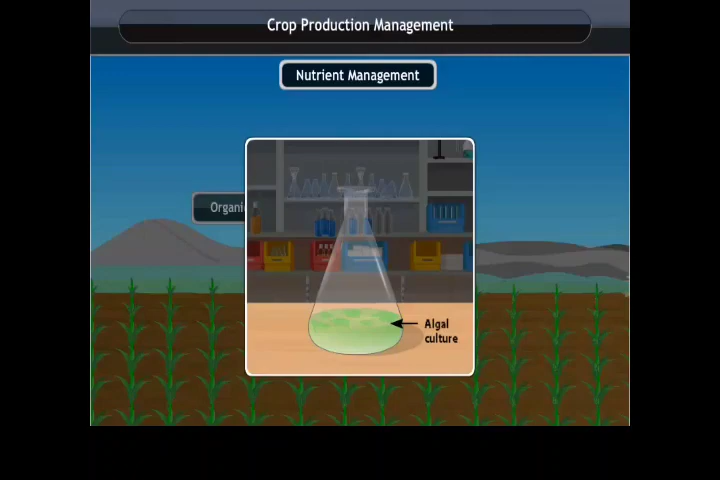 Crop Production Management
Nutrient Management
Organi
Algal
culture